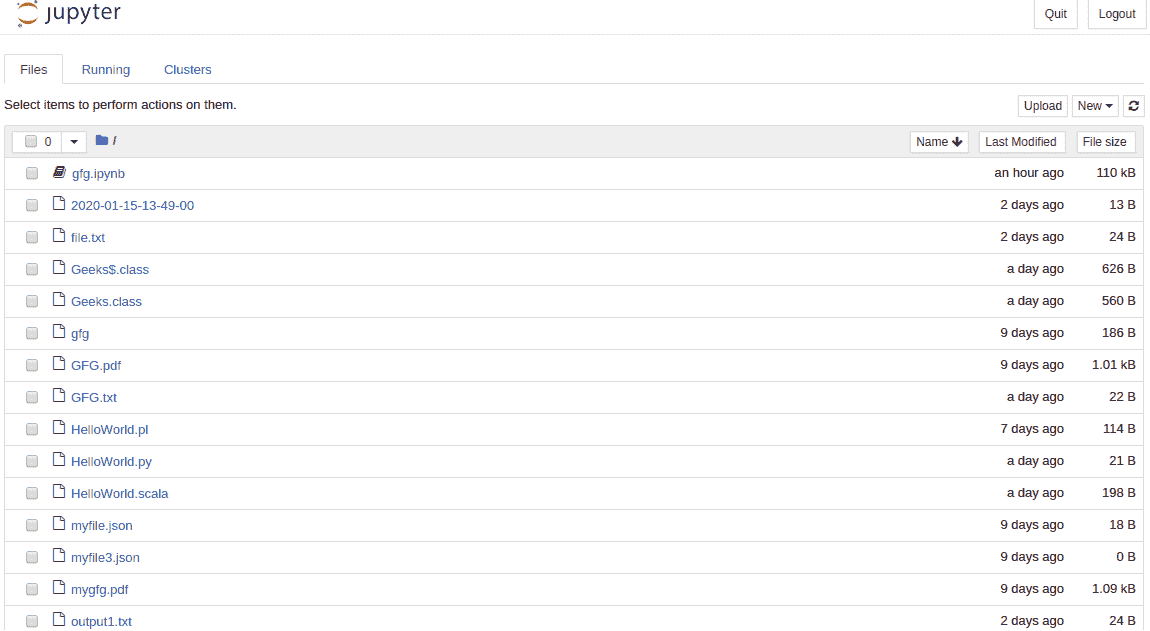 jupyter Quit Logout
Files Running Clusters
Select items to perform actions on them. Upload New
0 / Name Last Modified File size
gfg.ipynb an hour ago 110 kB
2020-01-15-13-49-00 2 days ago 13 B
file.txt 2 days ago 24 B
Geeks$.class a day ago 626 B
Geeks.class a day ago 560 B
gfg 9 days ago 186 B
GFG.pdf 9 days ago 1.01 kB
GFG.txt a day ago 22 B
HelloWorld.pl 7 days ago 114 B
HelloWorld.py a day ago 21 B
HelloWorld.scala a day ago 198 B
myfile.json 9 days ago 18 B
myfile3.json 9 days ago 0 B
mygfg.pdf 9 days ago 1.09 kB
output1.txt 2 days ago 24 B